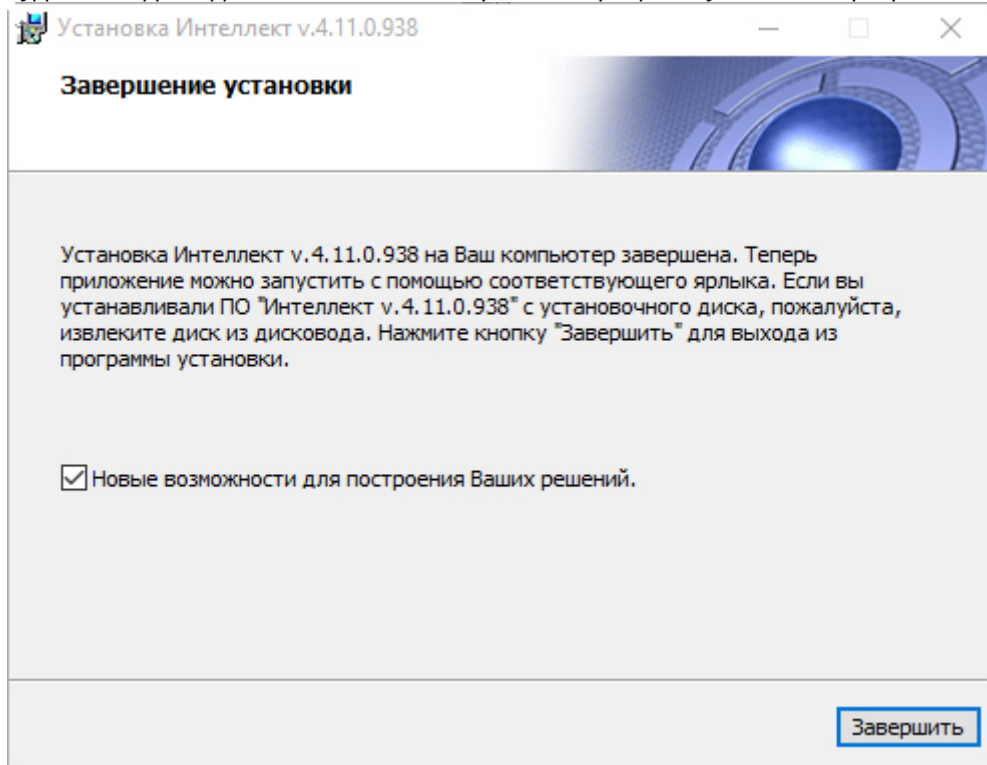 Установка Интеллект v.4.11.0.938
Завершение установки
Установка Интеллект v.4.11.0.938 на Ваш компьютер завершена. Теперь
приложение можно запустить с помощью соответствующего ярлыка. Если вы
устанавливали ПО "Интеллект v.4.11.0.938" с установочного диска, пожалуйста,
извлеките диск из дисковода. Нажмите кнопку "Завершить" для выхода из
программы установки.
Новые возможности для построения Ваших решений.
Завершить